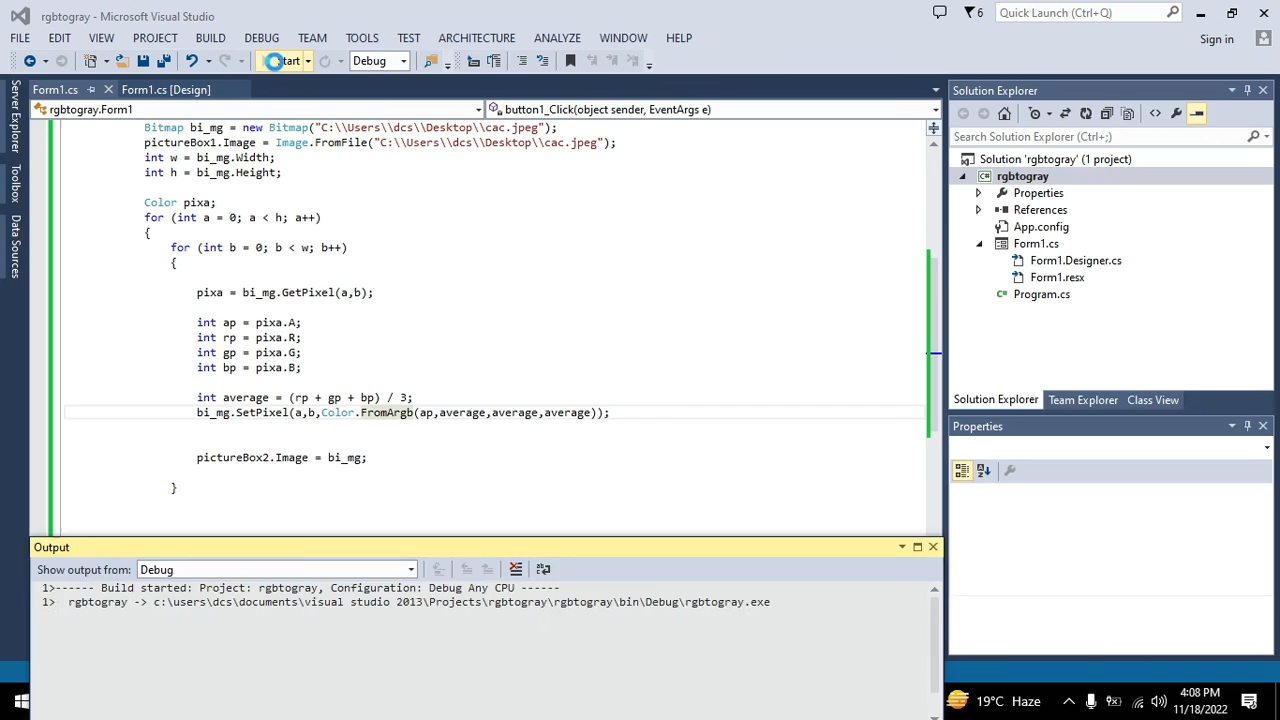 rgbtogray - Microsoft Visual Studio
6
Quick Launch (Ctrl+Q)
FILE EDIT VIEW PROJECT BUILD DEBUG TEAM TOOLS TEST ARCHITECTURE ANALYZE WINDOW HELP
Sign in
Debug
Form1.cs
Form1.cs [Design]
rgbtogray.Form1
button1_Click(object sender, EventArgs e)
Server Explorer
Toolbox
Data Sources
Bitmap bi_mg = new Bitmap("C:\\Users\\dcs\\Desktop\\cac.jpeg");
pictureBox1.Image = Image.FromFile("C:\\Users\\dcs\\Desktop\\cac.jpeg");
int w = bi_mg.Width;
int h = bi_mg.Height;
Color pixa;
for (int a = 0; a < h; a++)
{
for (int b = 0; b < w; b++)
{
pixa = bi_mg.GetPixel(a,b);
int ap = pixa.A;
int rp = pixa.R;
int gp = pixa.G;
int bp = pixa.B;
int average = (rp + gp + bp) / 3;
bi_mg.SetPixel(a,b,Color.FromArgb(ap,average,average,average));
pictureBox2.Image = bi_mg;
}
Output
Show output from: Debug
1>------ Build started: Project: rgbtogray, Configuration: Debug Any CPU ------
1> rgbtogray -> c:\users\dcs\documents\visual studio 2013\Projects\rgbtogray\rgbtogray\bin\Debug\rgbtogray.exe
Solution Explorer
Search Solution Explorer (Ctrl+;)
Solution 'rgbtogray' (1 project)
rgbtogray
Properties
References
App.config
Form1.cs
Form1.Designer.cs
Form1.resx
Program.cs
Solution Explorer Team Explorer Class View
Properties
19°C Haze
4:08 PM
11/18/2022